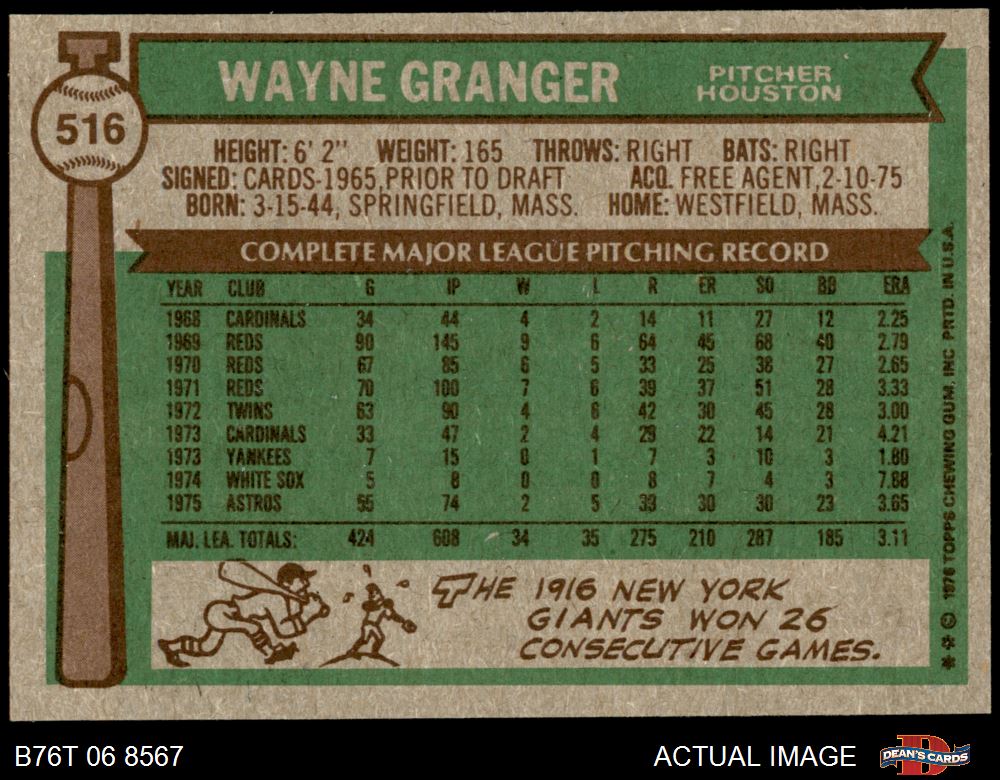 WAYNE GRANGER
PITCHER
HOUSTON
516
HEIGHT: 6' 2" WEIGHT: 165 THROWS: RIGHT BATS: RIGHT
SIGNED: CARDS-1965, PRIOR TO DRAFT ACQ. FREE AGENT, 2-10-75
BORN: 3-15-44, SPRINGFIELD, MASS. HOME: WESTFIELD, MASS.
COMPLETE MAJOR LEAGUE PITCHING RECORD
YEAR CLUB G IP W L R ER SO BB ERA
1968 CARDINALS 34 44 4 2 14 11 27 12 2.25
1969 REDS 90 145 9 6 64 45 68 40 2.79
1970 REDS 67 85 6 5 33 25 38 27 2.65
1971 REDS 70 100 7 6 39 37 51 28 3.33
1972 TWINS 63 90 4 6 42 30 45 28 3.00
1973 CARDINALS 33 47 2 4 29 22 14 21 4.21
1973 YANKEES 7 15 0 1 7 3 10 3 1.80
1974 WHITE SOX 5 8 0 0 8 7 4 3 7.88
1975 ASTROS 55 74 2 5 39 30 30 23 3.65
MAJ. LEA. TOTALS: 424 608 34 35 275 210 287 185 3.11
THE 1916 NEW YORK
GIANTS WON 26
CONSECUTIVE GAMES.
* * © 1976 TOPPS CHEWING GUM, INC PRTD. IN U.S.A.
B76T 06 8567
ACTUAL IMAGE
DEAN'S CARDS